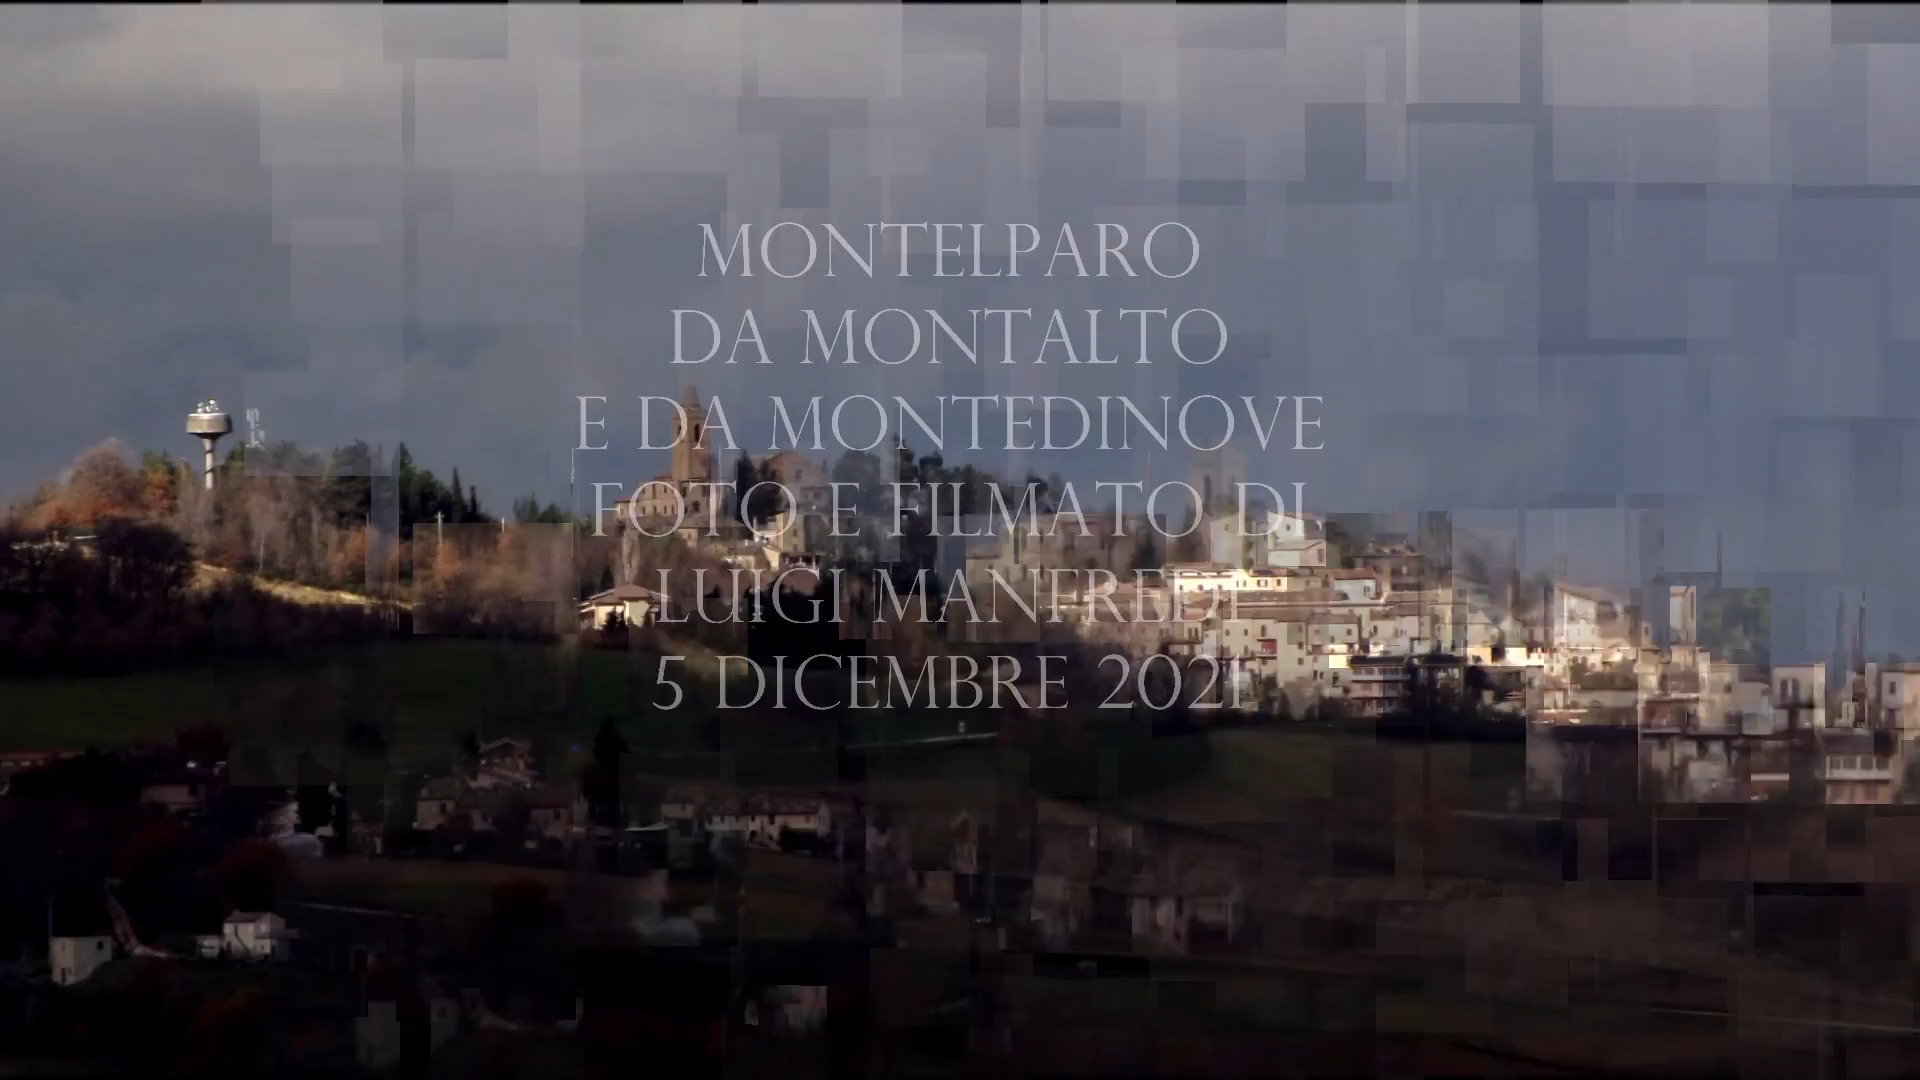 MONTELPARO
DA MONTALTO
E DA MONTEDINOVE
FOTO E FILMATO DI
LUIGI MANFREDI
5 DICEMBRE 2021